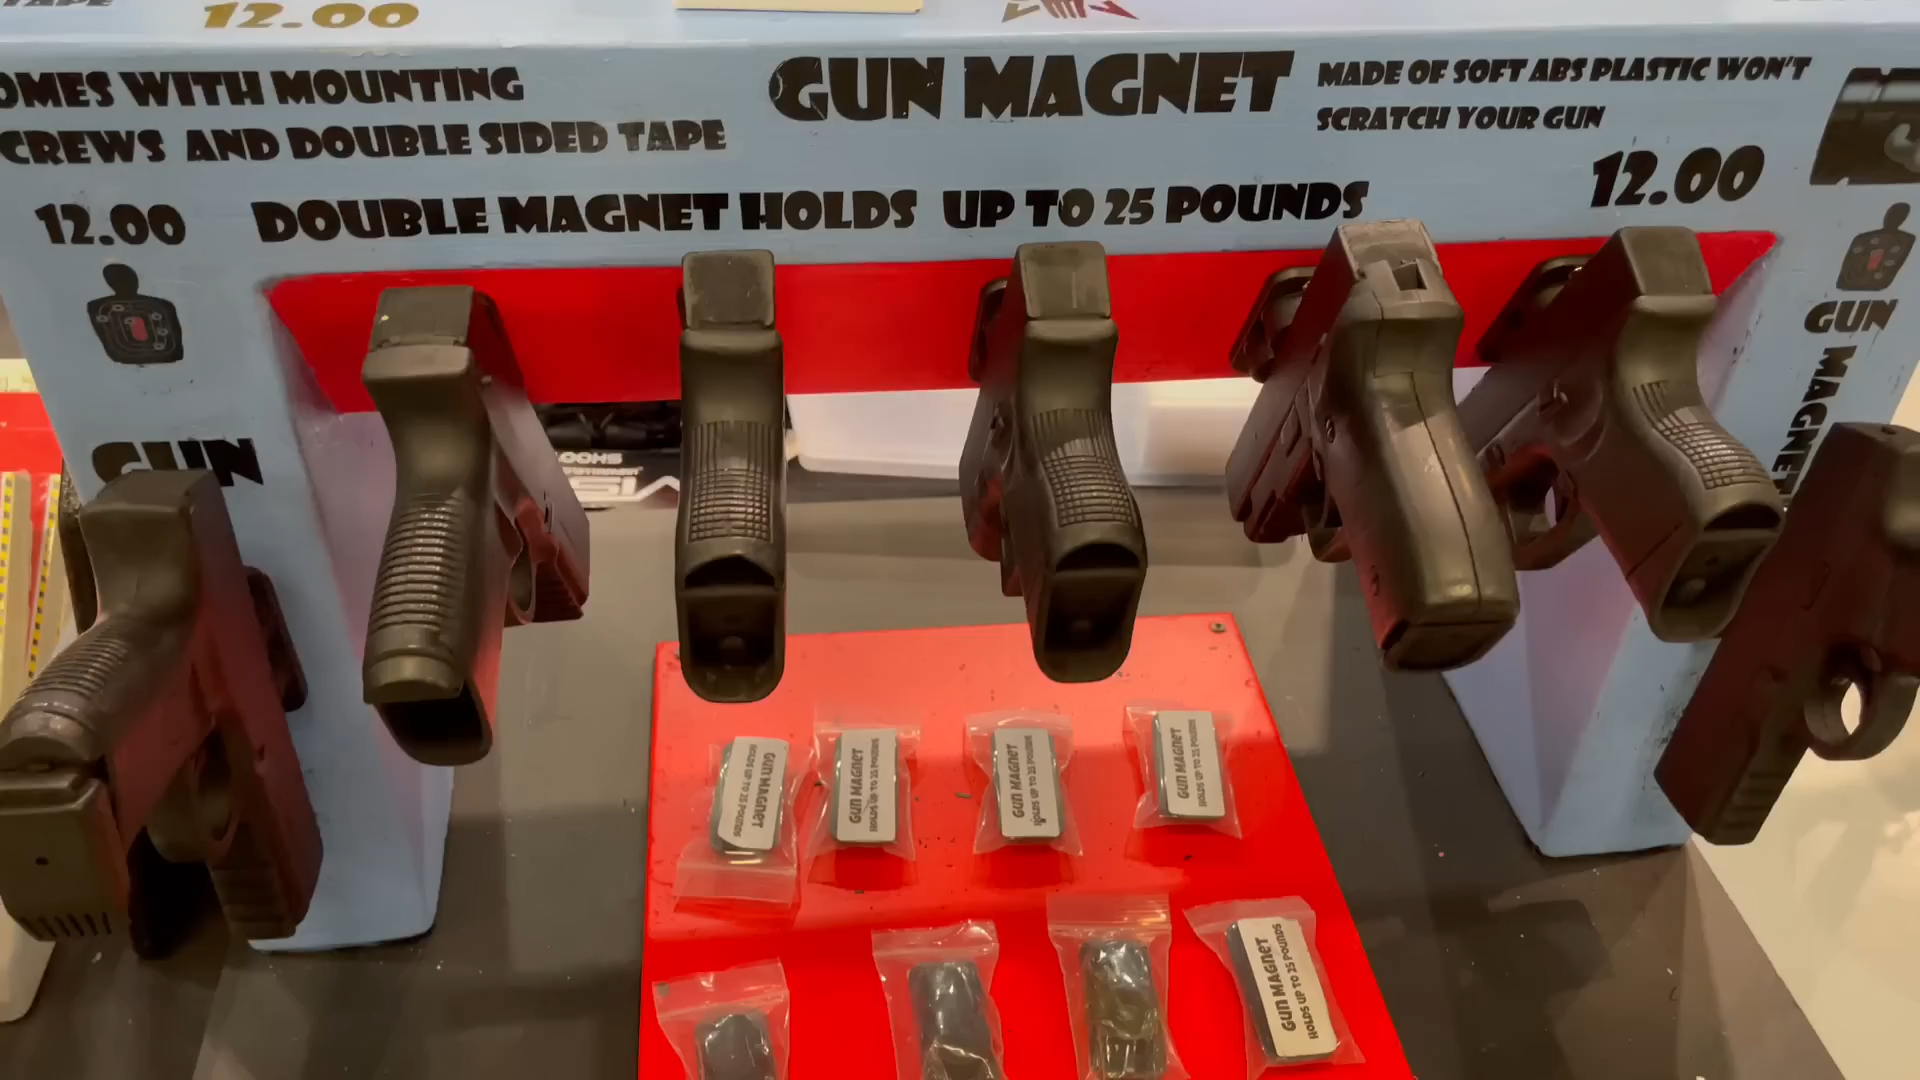 TAPE
12.00
OMES WITH MOUNTING
CREWS AND DOUBLE SIDED TAPE
GUN MAGNET
MADE OF SOFT ABS PLASTIC WON'T
SCRATCH YOUR GUN
12.00
12.00
DOUBLE MAGNET HOLDS UP TO 25 POUNDS
GUN
GUN MAGNET
GUN MAGNET
HOLDS UP TO 25 POUNDS
GUN MAGNET
HOLDS UP TO 25 POUNDS
GUN MAGNET
HOLDS UP TO 25 POUNDS
GUN MAGNET
HOLDS UP TO 25 POUNDS
GUN MAGNET
HOLDS UP TO 25 POUNDS